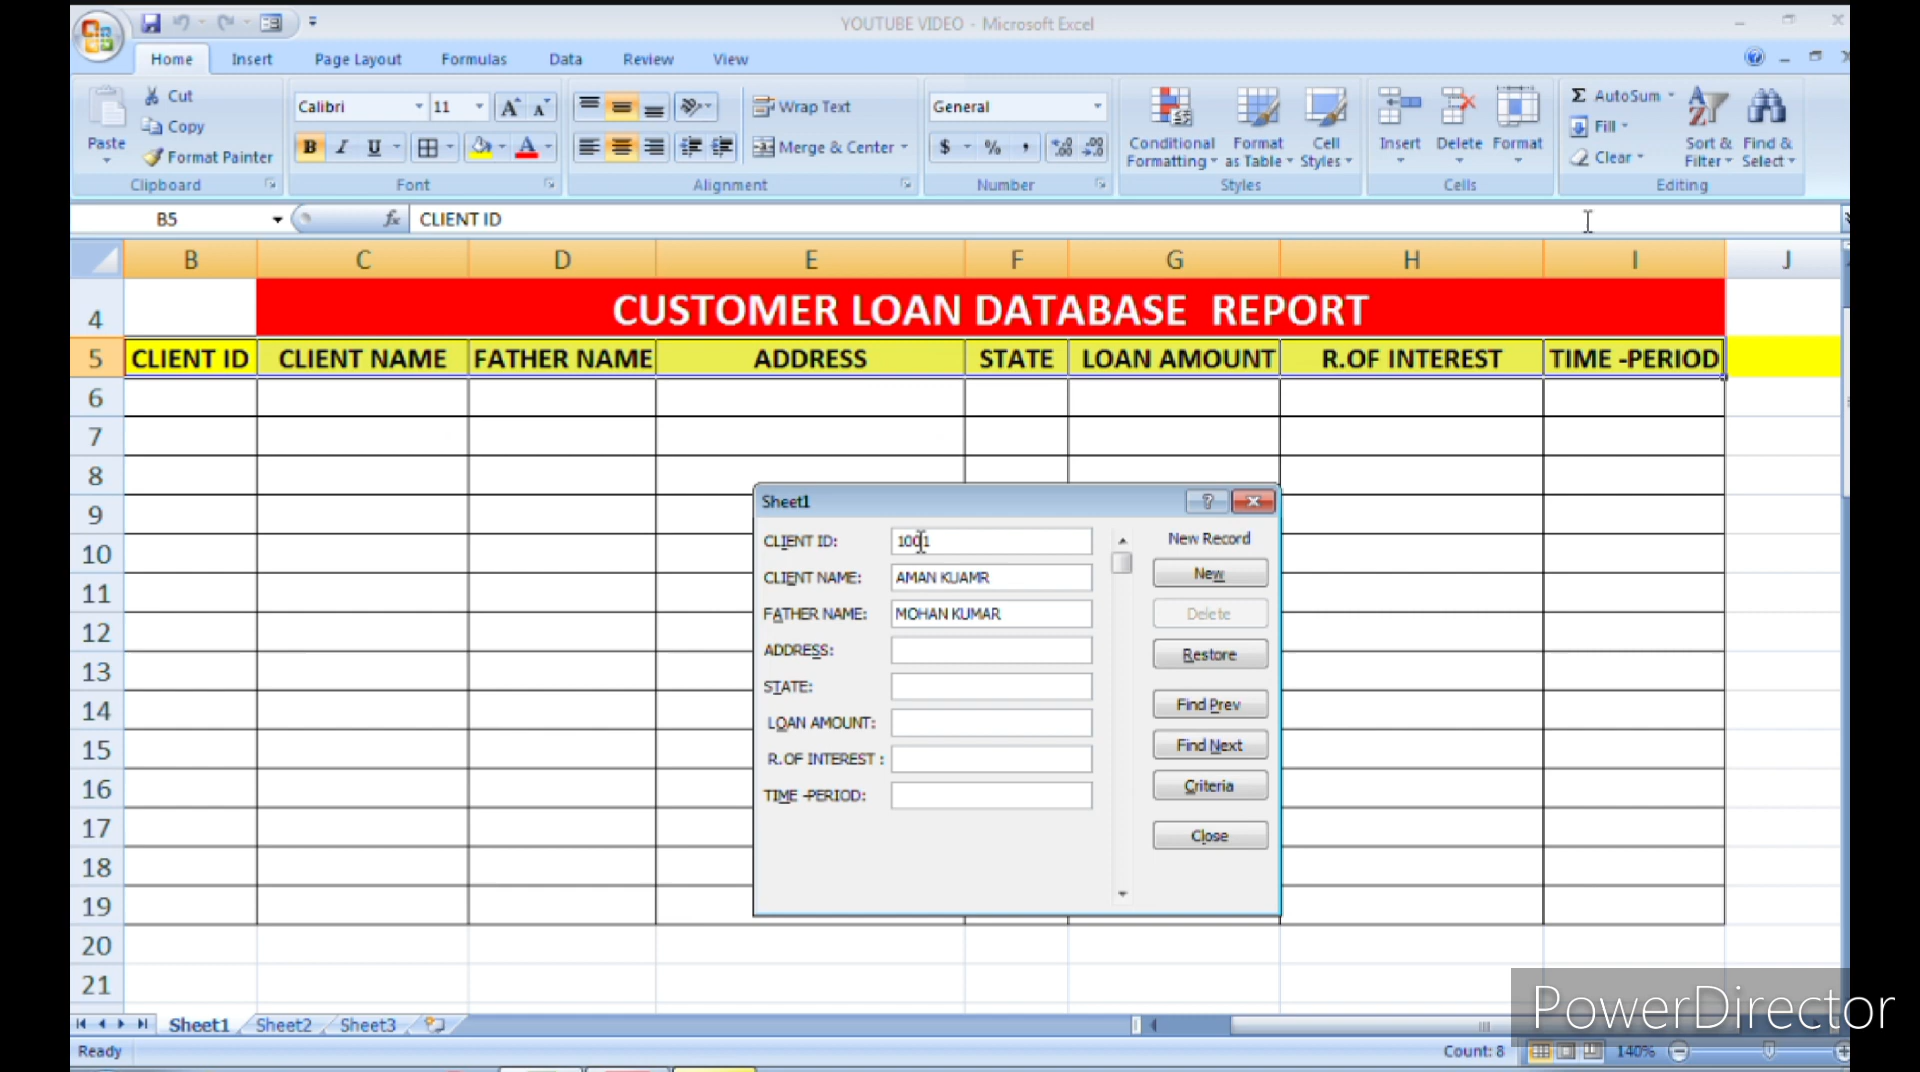 YOUTUBE VIDEO - Microsoft Excel
Home Insert Page Layout Formulas Data Review View
Paste
Cut
Copy
Format Painter
Clipboard
Calibri 11
B I U
Font
Wrap Text
Merge & Center
Alignment
General
$ % ,
Number
Conditional Formatting
Format as Table
Cell Styles
Styles
Insert Delete Format
Cells
Σ AutoSum
Fill
Clear
Sort & Filter
Find & Select
Editing
B5 fx CLIENT ID
B C D E F G H I J
4 CUSTOMER LOAN DATABASE REPORT
5 CLIENT ID CLIENT NAME FATHER NAME ADDRESS STATE LOAN AMOUNT R.OF INTEREST TIME -PERIOD
6
7
8
9
10
11
12
13
14
15
16
17
18
19
20
21
Sheet1
CLIENT ID: 1001
CLIENT NAME: AMAN KUAMR
FATHER NAME: MOHAN KUMAR
ADDRESS:
STATE:
LOAN AMOUNT:
R.OF INTEREST :
TIME -PERIOD:
New Record
New
Delete
Restore
Find Prev
Find Next
Criteria
Close
Sheet1 Sheet2 Sheet3
Ready Count: 8 140%
PowerDirector